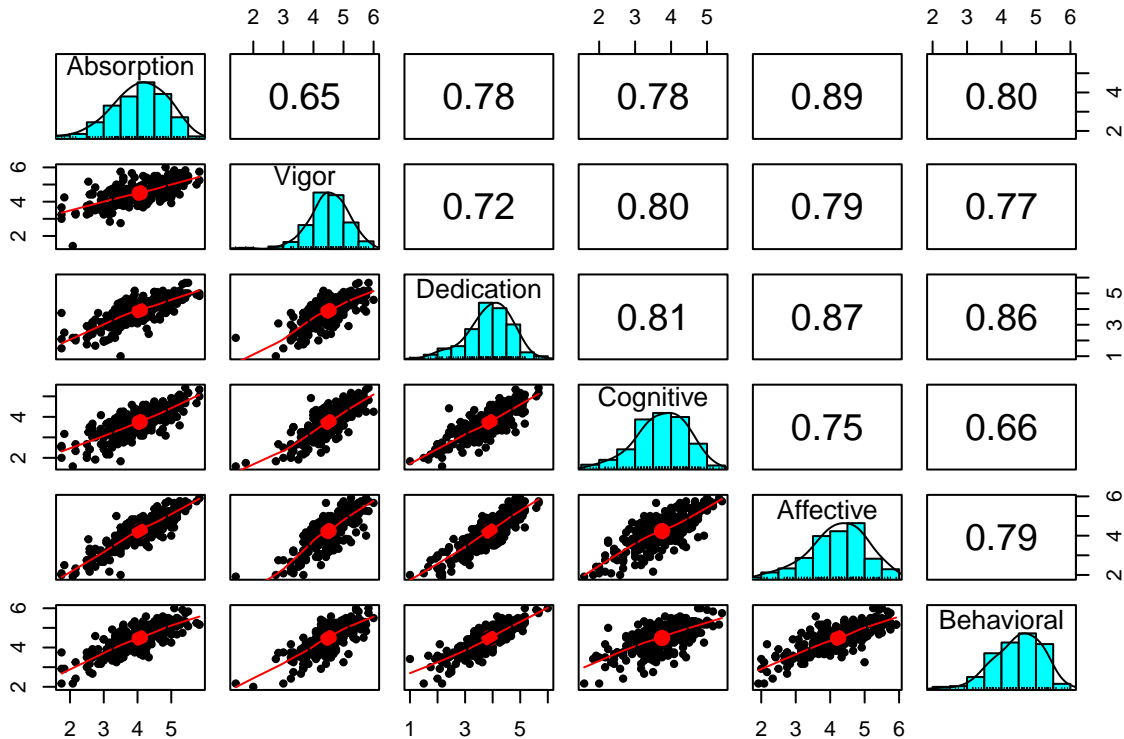 2 3 4 5 6 2 3 4 5 2 3 4 5 6
Absorption
0.65 0.78 0.78 0.89 0.80
2 4
2 4 6
Vigor
0.72 0.80 0.79 0.77
Dedication
0.81 0.87 0.86
1 3 5
2 4
Cognitive
0.75 0.66
Affective
0.79
2 4 6
2 4 6
Behavioral
2 3 4 5 1 3 5 2 3 4 5 6